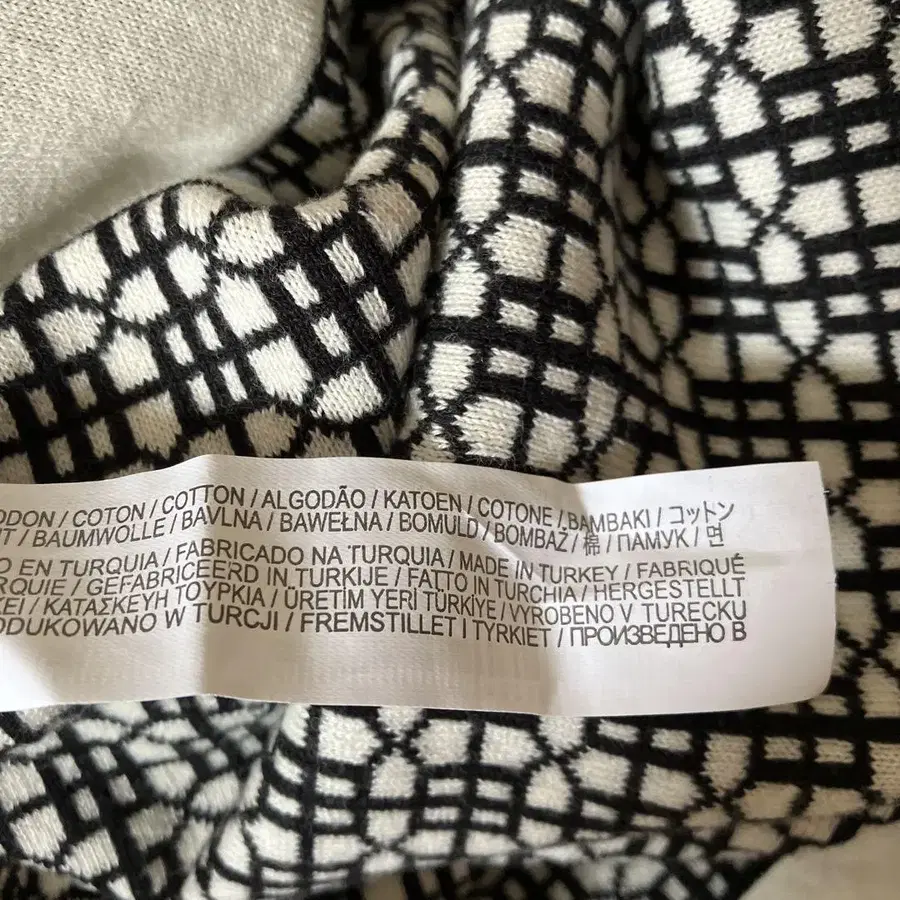 ODON / COTON / COTTON / ALGODÃO / KATOEN / COTONE / BAMBAKI / コットン
/ BAUMWOLLE / BAVLNA / BAWEŁNA / BOMULD / BOMBAŽ / 棉 / ПАМУК / 면
O EN TURQUIA / FABRICADO NA TURQUIA / MADE IN TURKEY / FABRIQUÉ
RQUIE / GEFABRICEERD IN TURKIJE / FATTO IN TURCHIA / HERGESTELLT
KEI / ΚΑΤΑΣΚΕΥΗ ΤΟΥΡΚΙΑ / ÜRETİM YERİ TÜRKİYE / VYROBENO V TURECKU
ODUKOWANO W TURCJI / FREMSTILLET I TYRKIET / ПРОИЗВЕДЕНО В